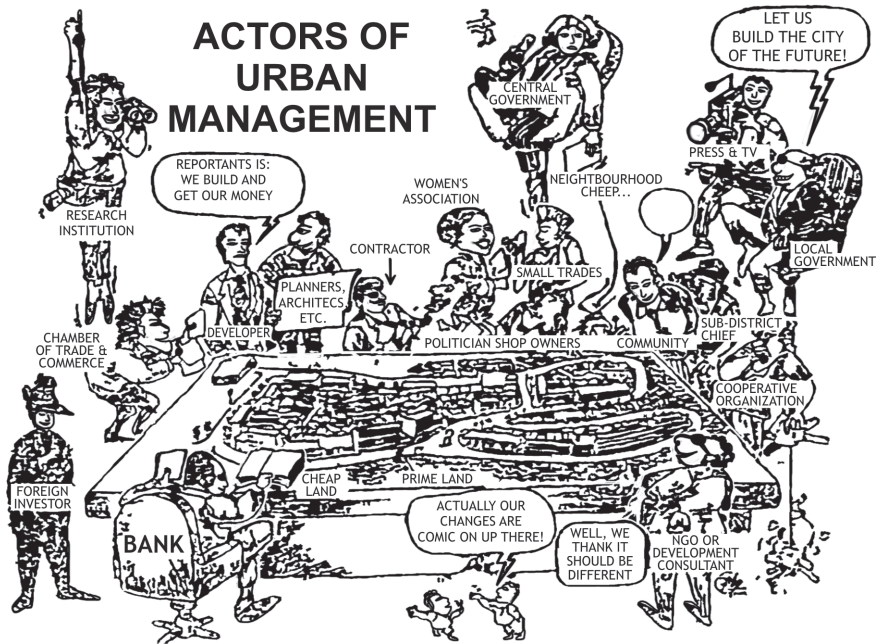 ACTORS OF
URBAN
MANAGEMENT
CENTRAL
GOVERNMENT
LET US
BUILD THE CITY
OF THE FUTURE!
PRESS & TV
REPORTANTS IS:
WE BUILD AND
GET OUR MONEY
RESEARCH
INSTITUTION
WOMEN'S
ASSOCIATION
NEIGHBOURHOOD
CHEEP...
LOCAL
GOVERNMENT
CONTRACTOR
SMALL TRADES
PLANNERS,
ARCHITECS,
ETC.
DEVELOPER
CHAMBER
OF TRADE &
COMMERCE
POLITICIAN SHOP OWNERS
COMMUNITY
SUB-DISTRICT
CHIEF
COOPERATIVE
ORGANIZATION
FOREIGN
INVESTOR
CHEAP
LAND
PRIME LAND
BANK
ACTUALLY OUR
CHANGES ARE
COMIC ON UP THERE!
WELL, WE
THANK IT
SHOULD BE
DIFFERENT
NGO OR
DEVELOPMENT
CONSULTANT